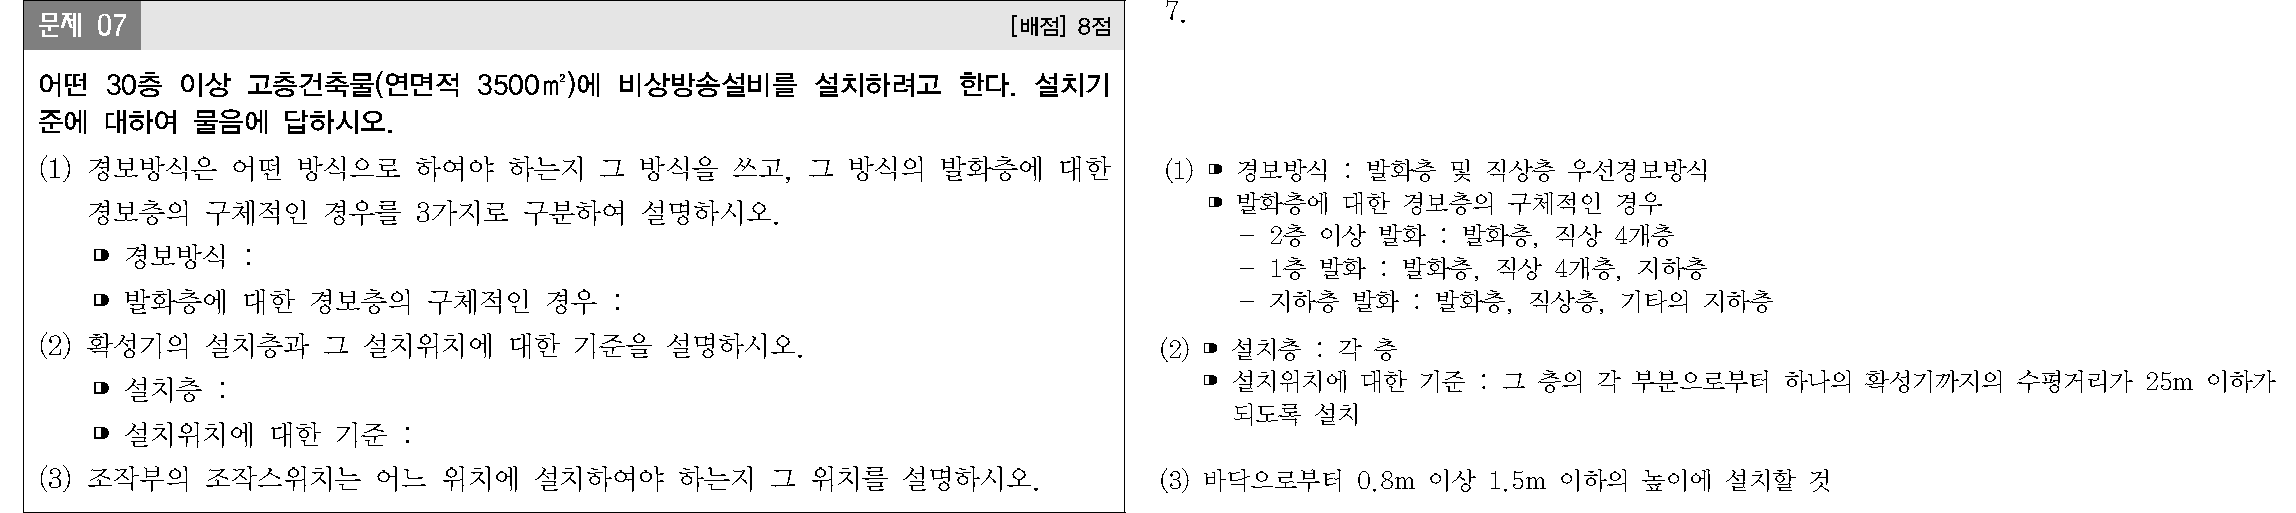 문제 07
[배점] 8점
어떤 30층 이상 고층건축물(연면적 3500㎡)에 비상방송설비를 설치하려고 한다. 설치기
준에 대하여 물음에 답하시오.
(1) 경보방식은 어떤 방식으로 하여야 하는지 그 방식을 쓰고, 그 방식의 발화층에 대한
경보층의 구체적인 경우를 3가지로 구분하여 설명하시오.
경보방식 :
발화층에 대한 경보층의 구체적인 경우 :
(2) 확성기의 설치층과 그 설치위치에 대한 기준을 설명하시오.
설치층 :
설치위치에 대한 기준 :
(3) 조작부의 조작스위치는 어느 위치에 설치하여야 하는지 그 위치를 설명하시오.
7.
(1) 경보방식 : 발화층 및 직상층 우선경보방식
발화층에 대한 경보층의 구체적인 경우
- 2층 이상 발화 : 발화층, 직상 4개층
- 1층 발화 : 발화층, 직상 4개층, 지하층
- 지하층 발화 : 발화층, 직상층, 기타의 지하층
(2) 설치층 : 각 층
설치위치에 대한 기준 : 그 층의 각 부분으로부터 하나의 확성기까지의 수평거리가 25m 이하가
되도록 설치
(3) 바닥으로부터 0.8m 이상 1.5m 이하의 높이에 설치할 것